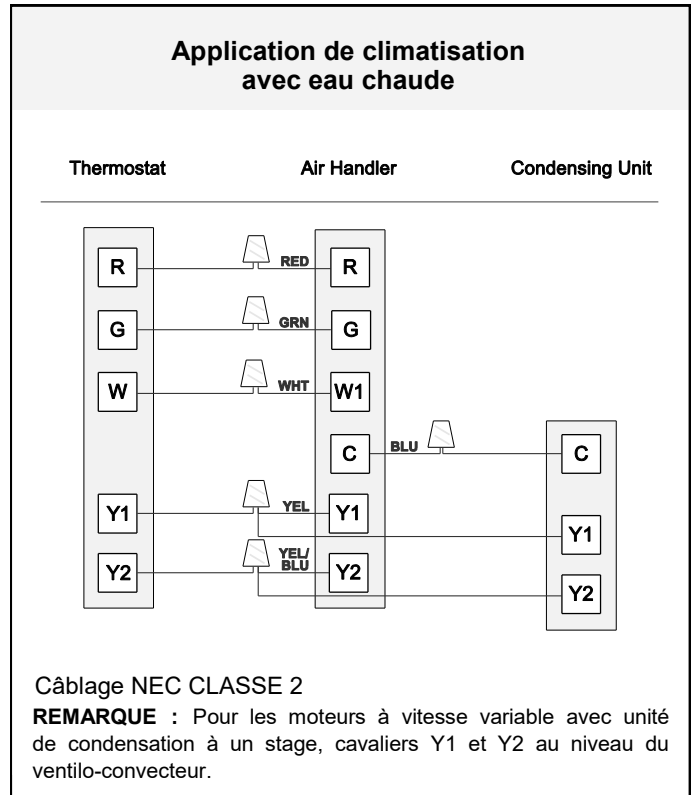 Application de climatisation
avec eau chaude
Thermostat Air Handler Condensing Unit
R RED R
G GRN G
W WHT W1
C BLU C
Y1 YEL Y1
Y1
Y2 YEL/
BLU Y2
Y2
Câblage NEC CLASSE 2
REMARQUE : Pour les moteurs à vitesse variable avec unité
de condensation à un stage, cavaliers Y1 et Y2 au niveau du
ventilo-convecteur.